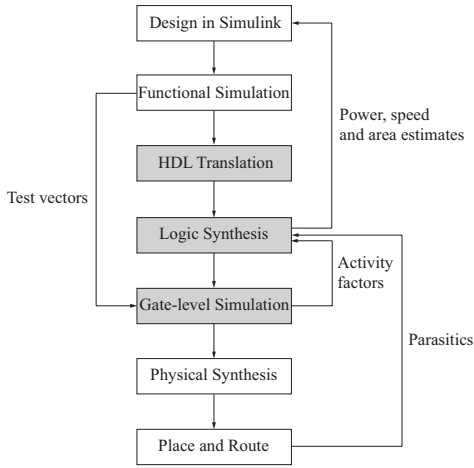 Design in Simulink
Functional Simulation
Power, speed
and area estimates
HDL Translation
Test vectors
Logic Synthesis
Activity
factors
Gate-level Simulation
Parasitics
Physical Synthesis
Place and Route